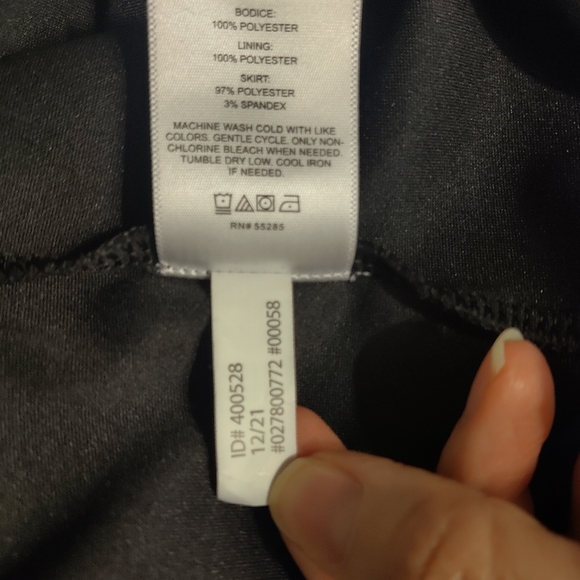 BODICE:
100% POLYESTER
LINING:
100% POLYESTER
SKIRT:
97% POLYESTER
3% SPANDEX
MACHINE WASH COLD WITH LIKE
COLORS. GENTLE CYCLE. ONLY NON-
CHLORINE BLEACH WHEN NEEDED.
TUMBLE DRY LOW. COOL IRON
IF NEEDED.
RN# 55285
ID# 400528
12/21
#027800772 #00058